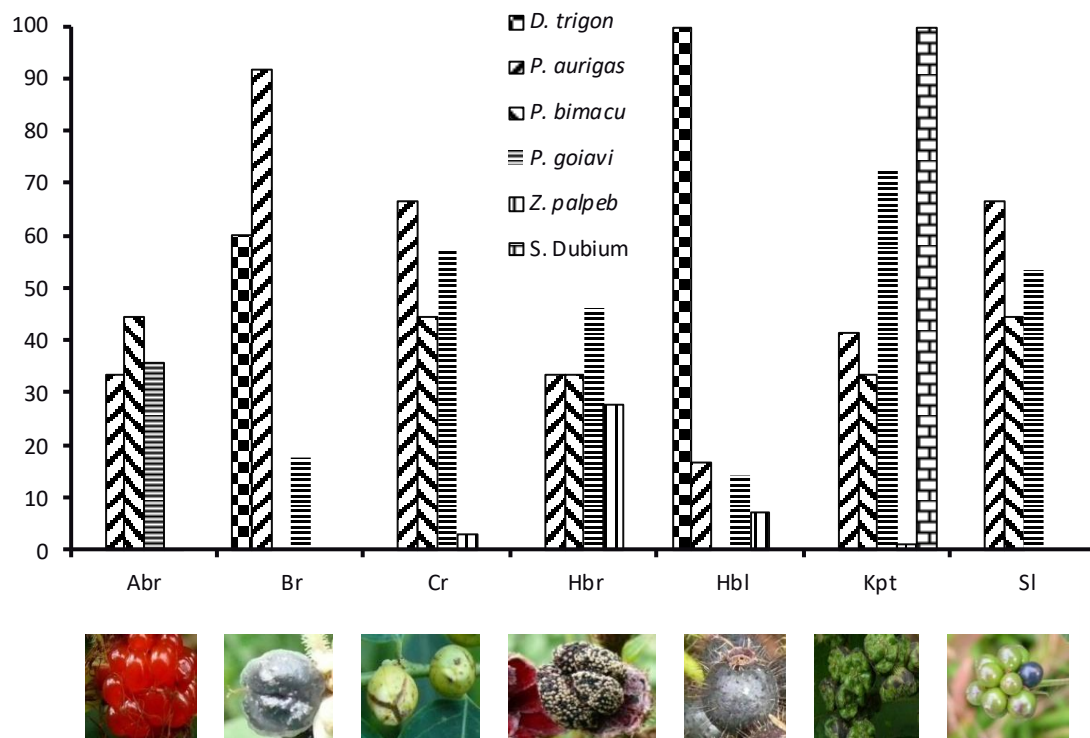 100
90
80
70
60
50
40
30
20
10
0
D. trigon
P. aurigas
P. bimacu
P. goiavi
Z. palpeb
S. Dubium
Abr Br Cr Hbr Hbl Kpt Sl